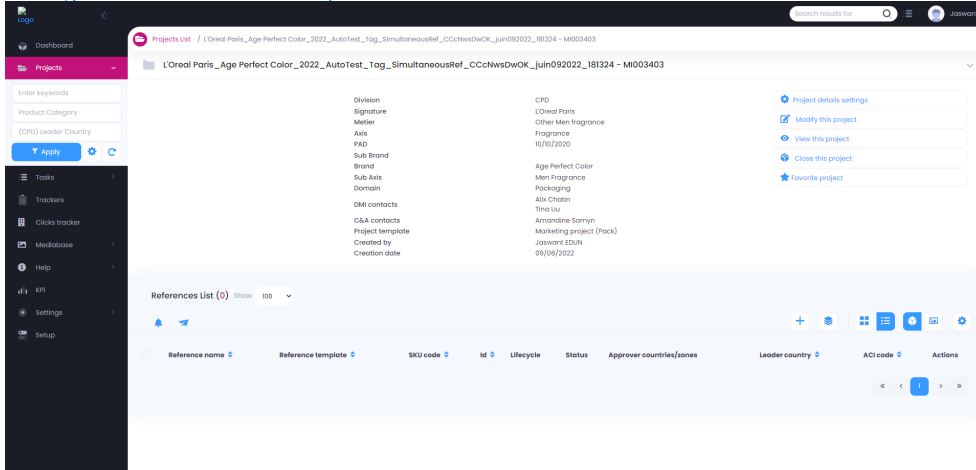 Logo
Search results for
Jaswan
Dashboard
Projects
Enter keywords
Product Category
(CPD) Leader Country
Apply
Tasks
Trackers
Clicks tracker
Mediabase
Help
KPI
Settings
Setup
Projects List / L'Oreal Paris_Age Perfect Color_2022_AutoTest_Tag_SimultaneousRef_CCcNwsDwOK_juin092022_181324 - MI003403
L'Oreal Paris_Age Perfect Color_2022_AutoTest_Tag_SimultaneousRef_CCcNwsDwOK_juin092022_181324 - MI003403
Division CPD
Signature L'Oreal Paris
Metier Other Men fragrance
Axis Fragrance
PAD 10/10/2020
Sub Brand
Brand Age Perfect Color
Sub Axis Men Fragrance
Domain Packaging
DMI contacts Alix Chatin
Tina Liu
C&A contacts Amandine Samyn
Project template Marketing project (Pack)
Created by Jaswant EDUN
Creation date 09/06/2022
Project details settings
Modify this project
View this project
Close this project
Favorite project
References List (0) Show 100
Reference name Reference template SKU code Id Lifecycle Status Approver countries/zones Leader country ACI code Actions
« ‹ 1 › »